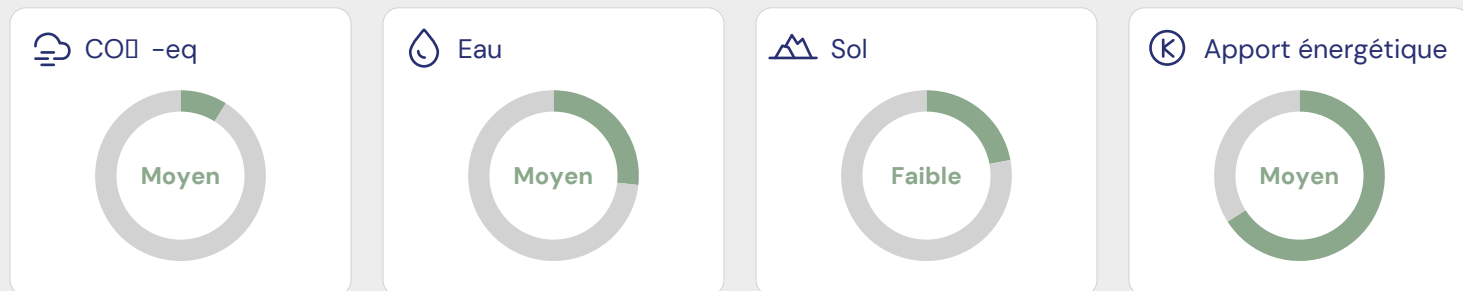 CO▯ -eq
Eau
Sol
Apport énergétique
Moyen
Moyen
Faible
Moyen